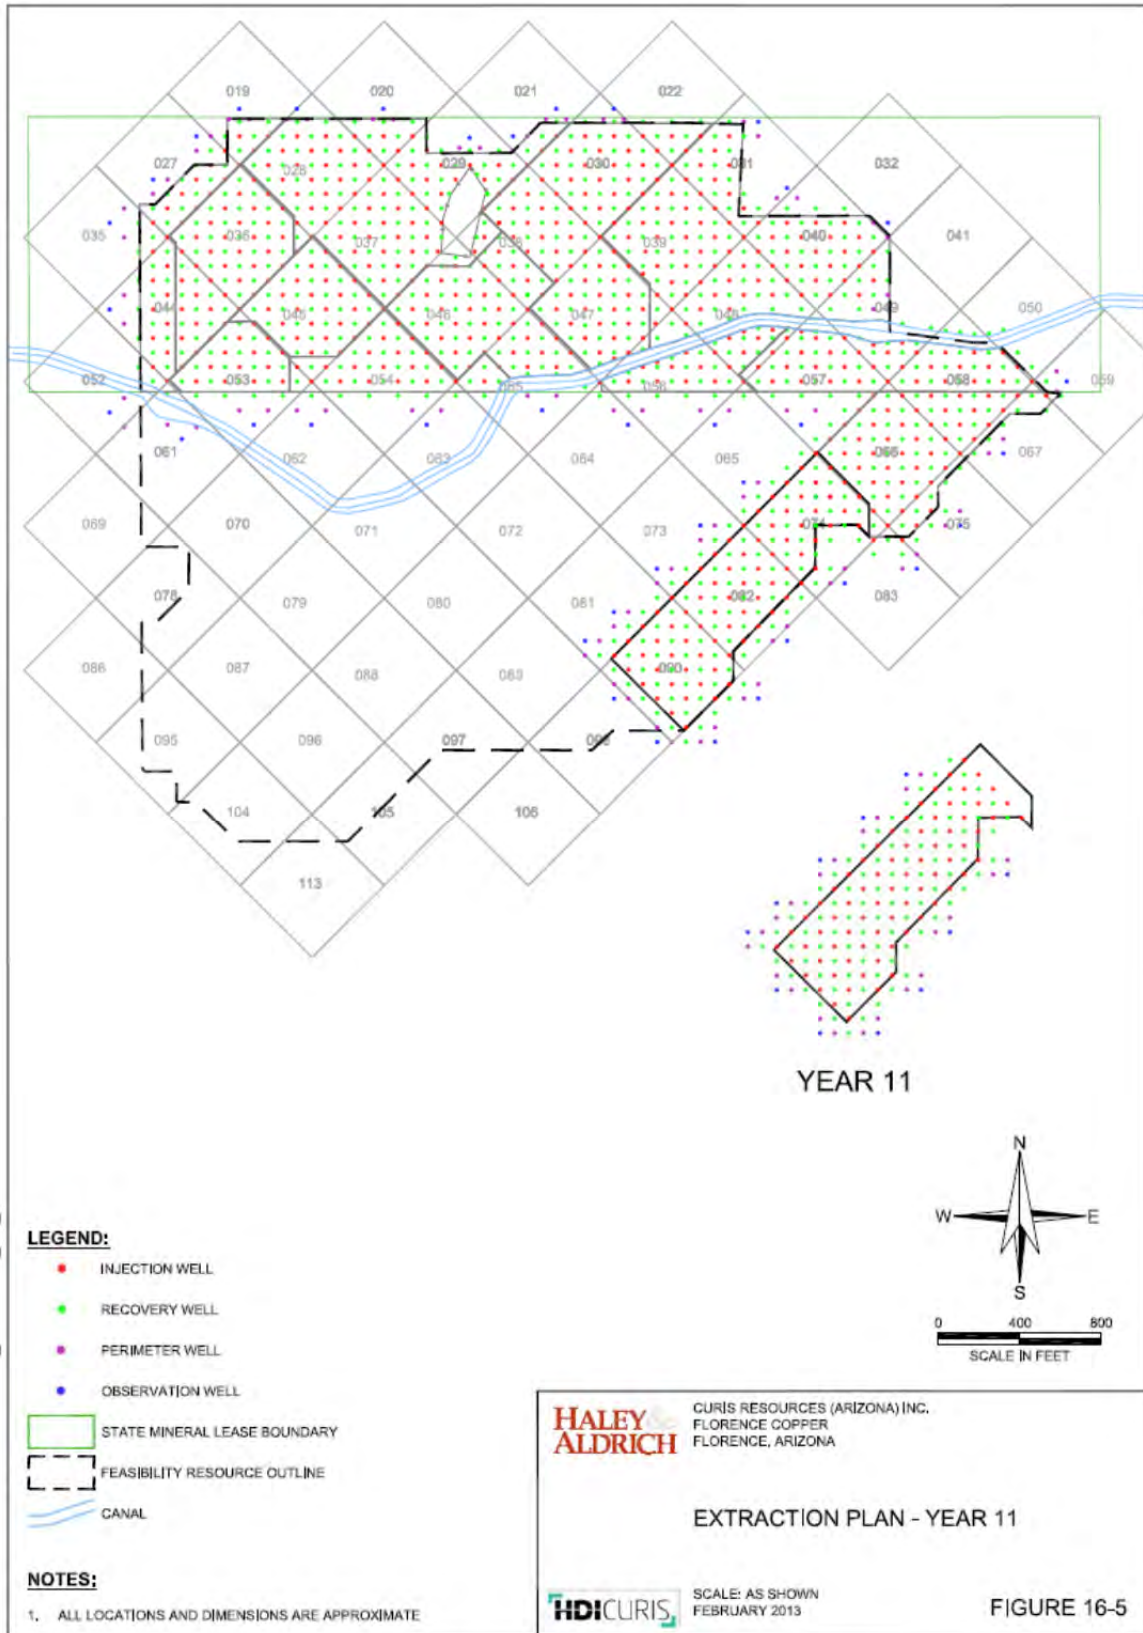 019
020
021
022
027
028
029
030
031
032
035
036
037
038
039
040
041
044
045
046
047
048
049
050
052
053
054
055
056
057
058
059
061
062
063
064
065
066
067
069
070
071
072
073
074
075
078
079
080
081
082
083
086
087
088
089
090
095
096
097
098
104
105
106
113
YEAR 11
N
W
E
S
0 400 800
SCALE IN FEET
LEGEND:
INJECTION WELL
RECOVERY WELL
PERIMETER WELL
OBSERVATION WELL
STATE MINERAL LEASE BOUNDARY
FEASIBILITY RESOURCE OUTLINE
CANAL
NOTES:
1. ALL LOCATIONS AND DIMENSIONS ARE APPROXIMATE
HALEY &
ALDRICH
CURIS RESOURCES (ARIZONA) INC.
FLORENCE COPPER
FLORENCE, ARIZONA
EXTRACTION PLAN - YEAR 11
HDICURIS
SCALE: AS SHOWN
FEBRUARY 2013
FIGURE 16-5